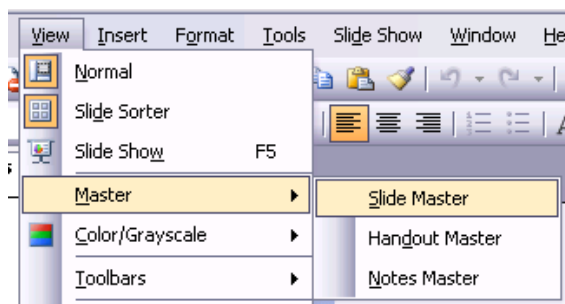 View Insert Format Tools Slide Show Window He
Normal
Slide Sorter
Slide Show F5
Master
Slide Master
Color/Grayscale
Handout Master
Toolbars
Notes Master